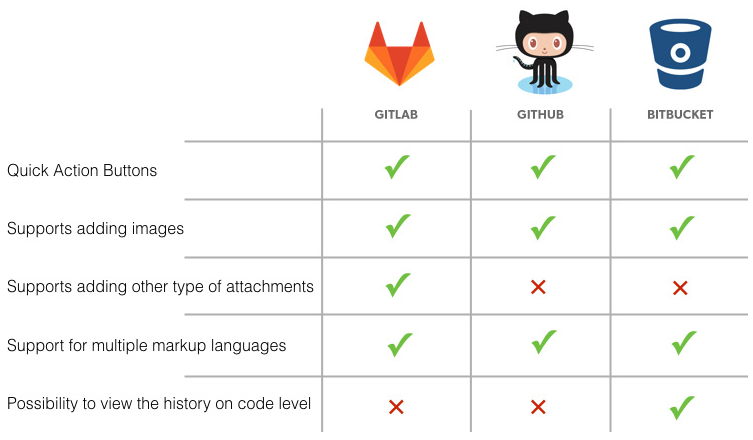 GITLAB GITHUB BITBUCKET
Quick Action Buttons
Supports adding images
Supports adding other type of attachments
Support for multiple markup languages
Possibility to view the history on code level